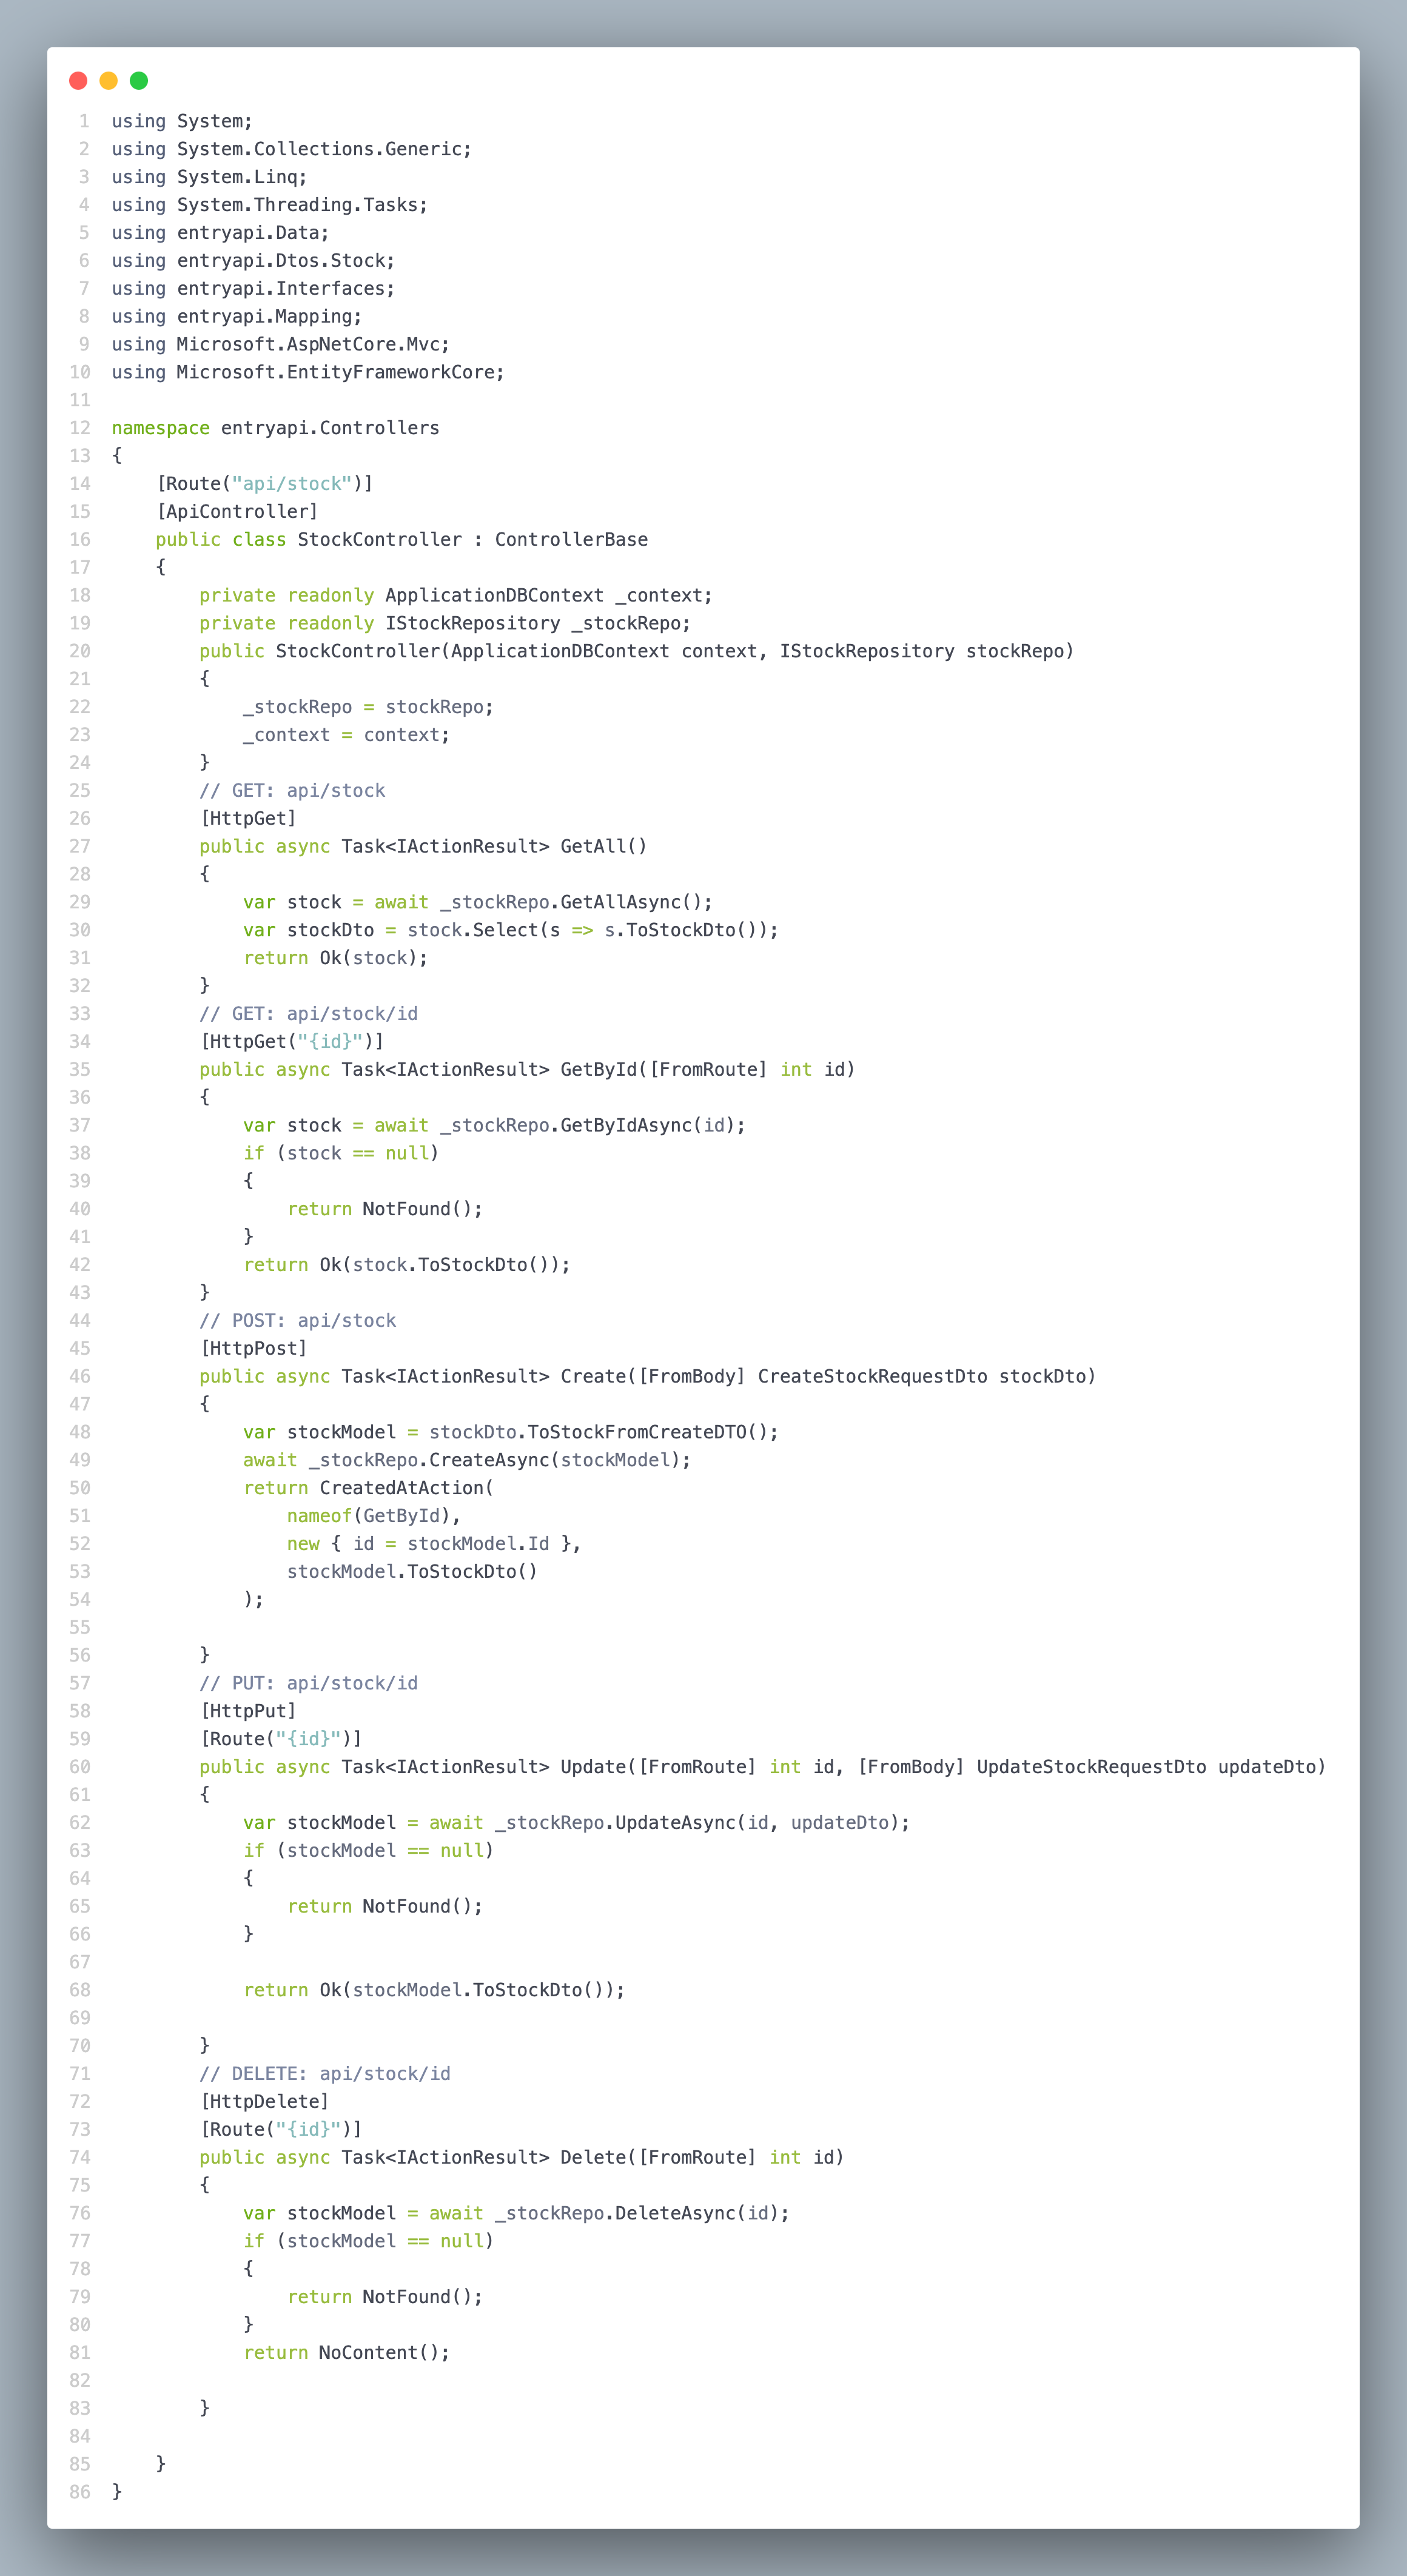 1 using System;
2 using System.Collections.Generic;
3 using System.Linq;
4 using System.Threading.Tasks;
5 using entryapi.Data;
6 using entryapi.Dtos.Stock;
7 using entryapi.Interfaces;
8 using entryapi.Mapping;
9 using Microsoft.AspNetCore.Mvc;
10 using Microsoft.EntityFrameworkCore;
11
12 namespace entryapi.Controllers
13 {
14     [Route("api/stock")]
15     [ApiController]
16     public class StockController : ControllerBase
17     {
18         private readonly ApplicationDBContext _context;
19         private readonly IStockRepository _stockRepo;
20         public StockController(ApplicationDBContext context, IStockRepository stockRepo)
21         {
22             _stockRepo = stockRepo;
23             _context = context;
24         }
25         // GET: api/stock
26         [HttpGet]
27         public async Task<IActionResult> GetAll()
28         {
29             var stock = await _stockRepo.GetAllAsync();
30             var stockDto = stock.Select(s => s.ToStockDto());
31             return Ok(stock);
32         }
33         // GET: api/stock/id
34         [HttpGet("{id}")]
35         public async Task<IActionResult> GetById([FromRoute] int id)
36         {
37             var stock = await _stockRepo.GetByIdAsync(id);
38             if (stock == null)
39             {
40                 return NotFound();
41             }
42             return Ok(stock.ToStockDto());
43         }
44         // POST: api/stock
45         [HttpPost]
46         public async Task<IActionResult> Create([FromBody] CreateStockRequestDto stockDto)
47         {
48             var stockModel = stockDto.ToStockFromCreateDTO();
49             await _stockRepo.CreateAsync(stockModel);
50             return CreatedAtAction(
51                 nameof(GetById),
52                 new { id = stockModel.Id },
53                 stockModel.ToStockDto()
54             );
55
56         }
57         // PUT: api/stock/id
58         [HttpPut]
59         [Route("{id}")]
60         public async Task<IActionResult> Update([FromRoute] int id, [FromBody] UpdateStockRequestDto updateDto)
61         {
62             var stockModel = await _stockRepo.UpdateAsync(id, updateDto);
63             if (stockModel == null)
64             {
65                 return NotFound();
66             }
67
68             return Ok(stockModel.ToStockDto());
69
70         }
71         // DELETE: api/stock/id
72         [HttpDelete]
73         [Route("{id}")]
74         public async Task<IActionResult> Delete([FromRoute] int id)
75         {
76             var stockModel = await _stockRepo.DeleteAsync(id);
77             if (stockModel == null)
78             {
79                 return NotFound();
80             }
81             return NoContent();
82
83         }
84
85     }
86 }